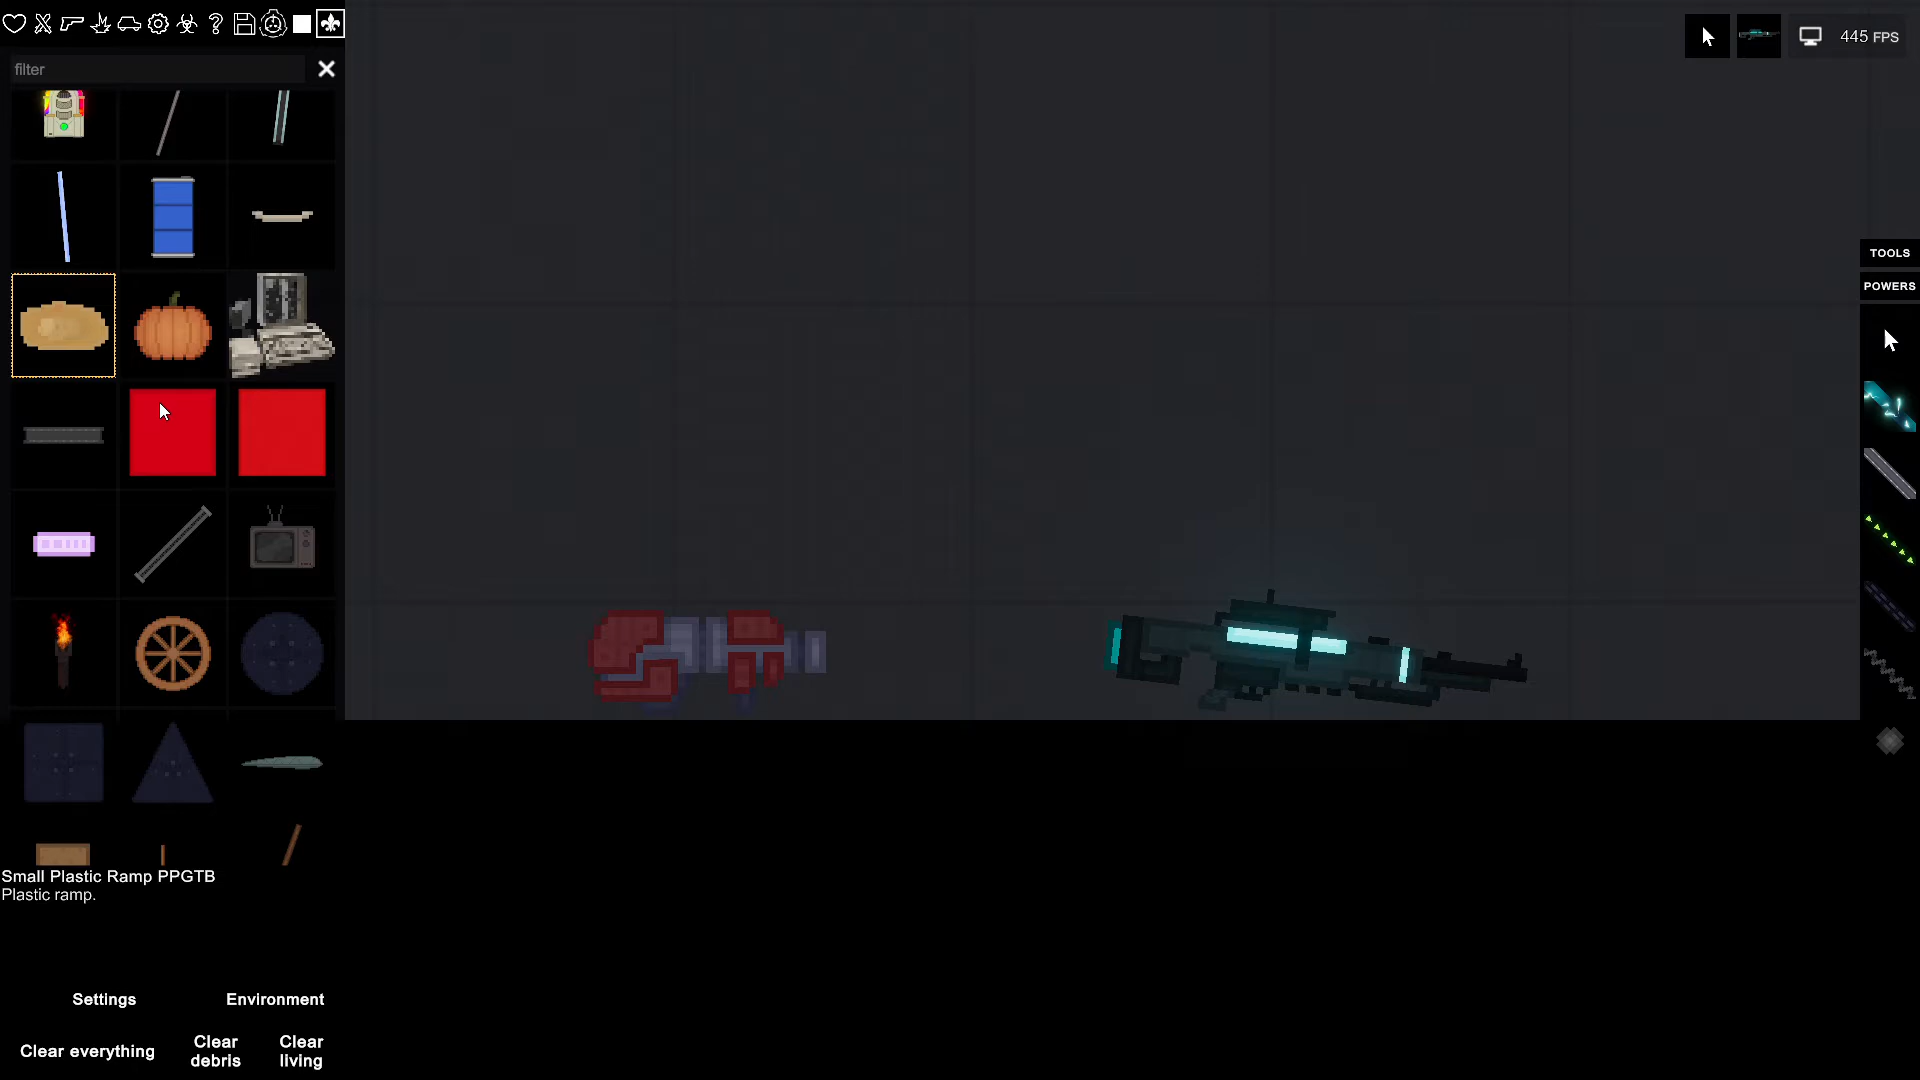 445 FPS
filter
TOOLS
POWERS
Small Plastic Ramp PPGTB
Plastic ramp.
Settings
Environment
Clear everything
Clear
debris
Clear
living